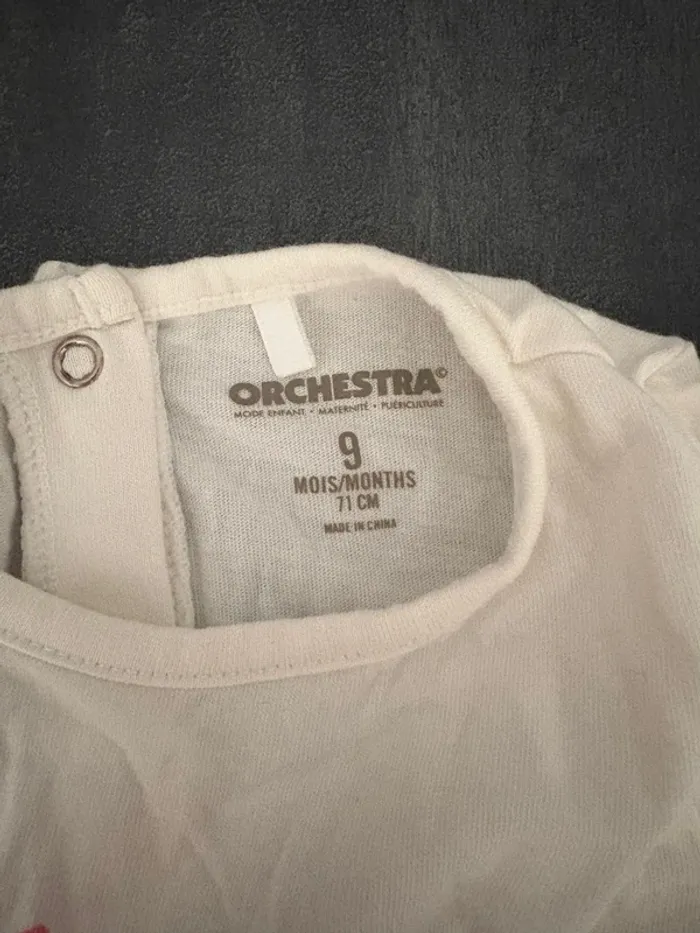 ORCHESTRA©
MODE ENFANT • MATERNITÉ • PUÉRICULTURE
9
MOIS/MONTHS
71 CM
MADE IN CHINA